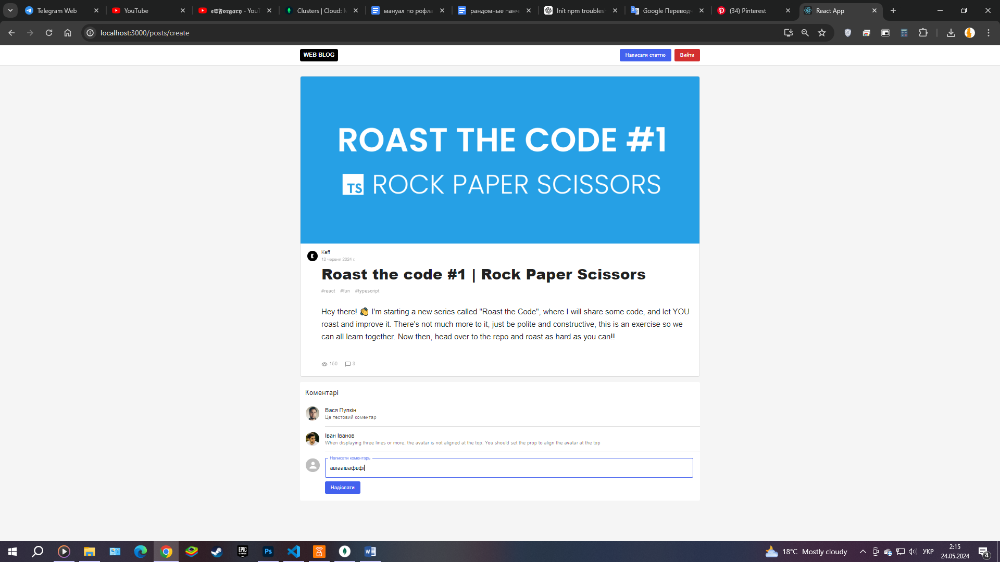 Telegram Web
YouTube
𝖊𝕾𝕱𝖔𝖗𝖌𝖆𝖗𝖞 - YouT
Clusters | Cloud: M
мануал по рофла
рандомные панч
Init npm troublesh
Google Переводч
(34) Pinterest
React App
localhost:3000/posts/create
WEB BLOG
Написати статтю
Вийти
ROAST THE CODE #1
TS ROCK PAPER SCISSORS
Keff
12 червня 2024 г.
Roast the code #1 | Rock Paper Scissors
#react #fun #typescript
Hey there! 👋 I'm starting a new series called "Roast the Code", where I will share some code, and let YOU
roast and improve it. There's not much more to it, just be polite and constructive, this is an exercise so we
can all learn together. Now then, head over to the repo and roast as hard as you can!!
150 3
Коментарі
Вася Пупкін
Це тестовий коментар
Іван Іванов
When displaying three lines or more, the avatar is not aligned at the top. You should set the prop to align the avatar at the top
Написати коментарь
авіааівафвфі
Надіслати
EPIC GAMES
Ps
W
18°C Mostly cloudy
УКР
2:15
24.05.2024
4